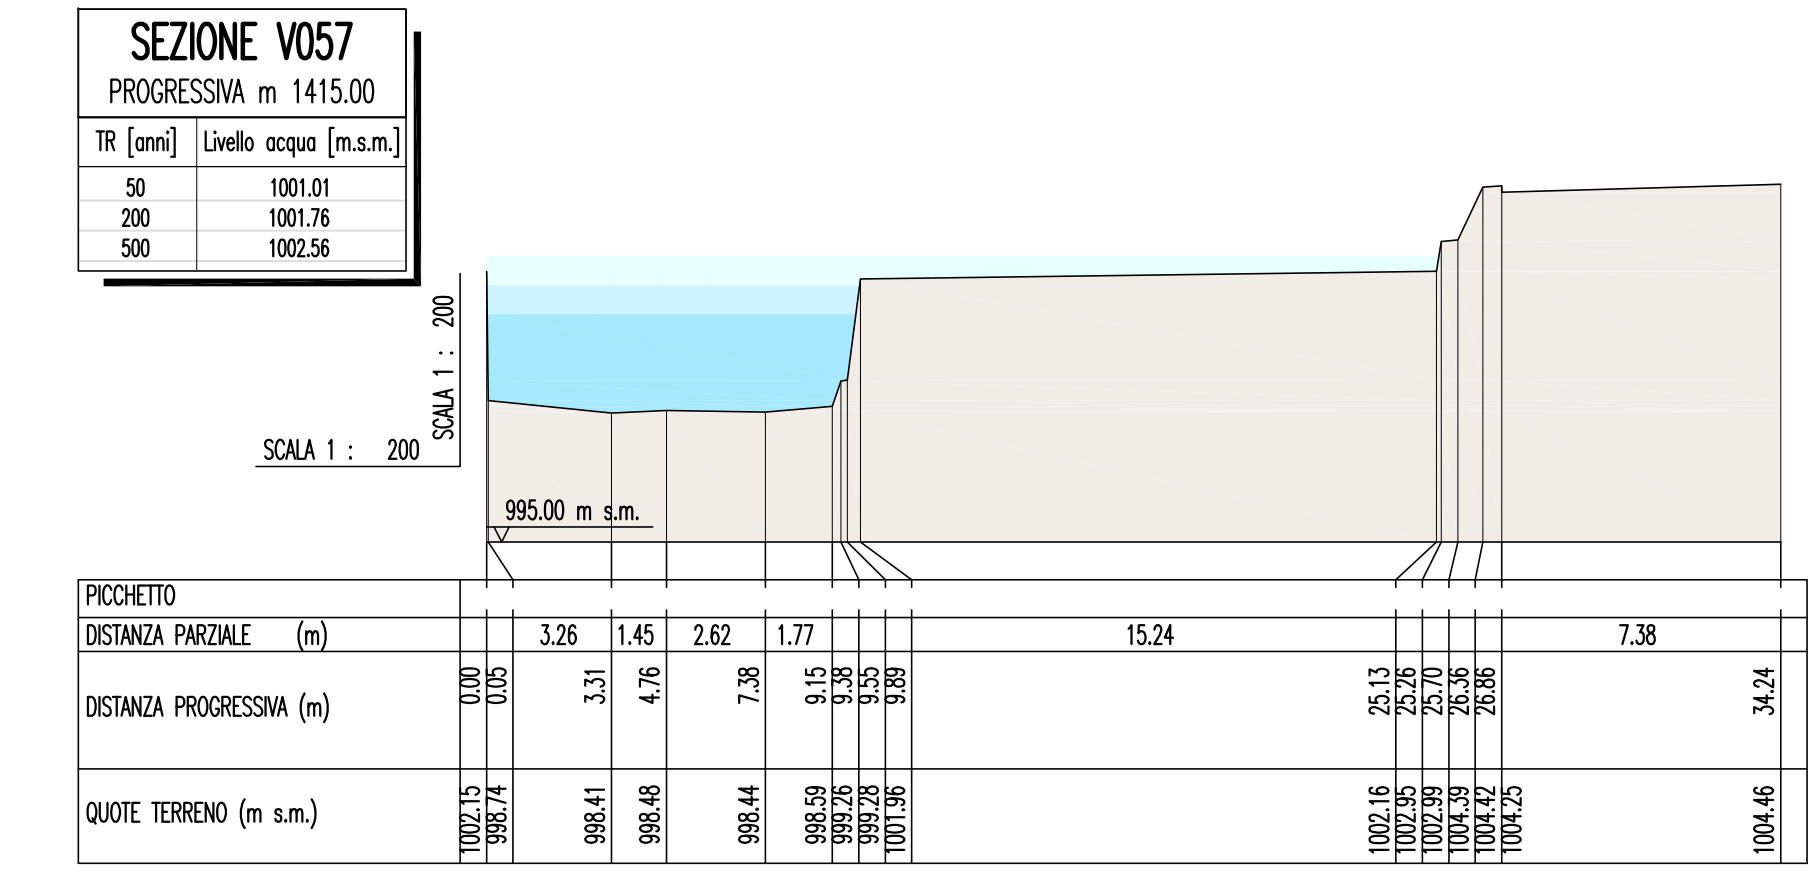 SEZIONE V057
PROGRESSIVA m 1415.00
TR [anni] Livello acqua [m.s.m.]
50 1001.01
200 1001.76
500 1002.56
SCALA 1 : 200
SCALA 1 : 200
995.00 m s.m.
PICCHETTO
DISTANZA PARZIALE (m) 3.26 1.45 2.62 1.77 15.24 7.38
DISTANZA PROGRESSIVA (m) 0.00 0.05 3.31 4.76 7.38 9.15 9.38 9.55 9.89 25.13 25.26 25.70 26.36 26.86 34.24
QUOTE TERRENO (m s.m.) 1002.15 998.74 998.41 998.48 998.44 998.59 999.26 999.28 1001.96 1002.16 1002.95 1002.99 1004.39 1004.42 1004.25 1004.46